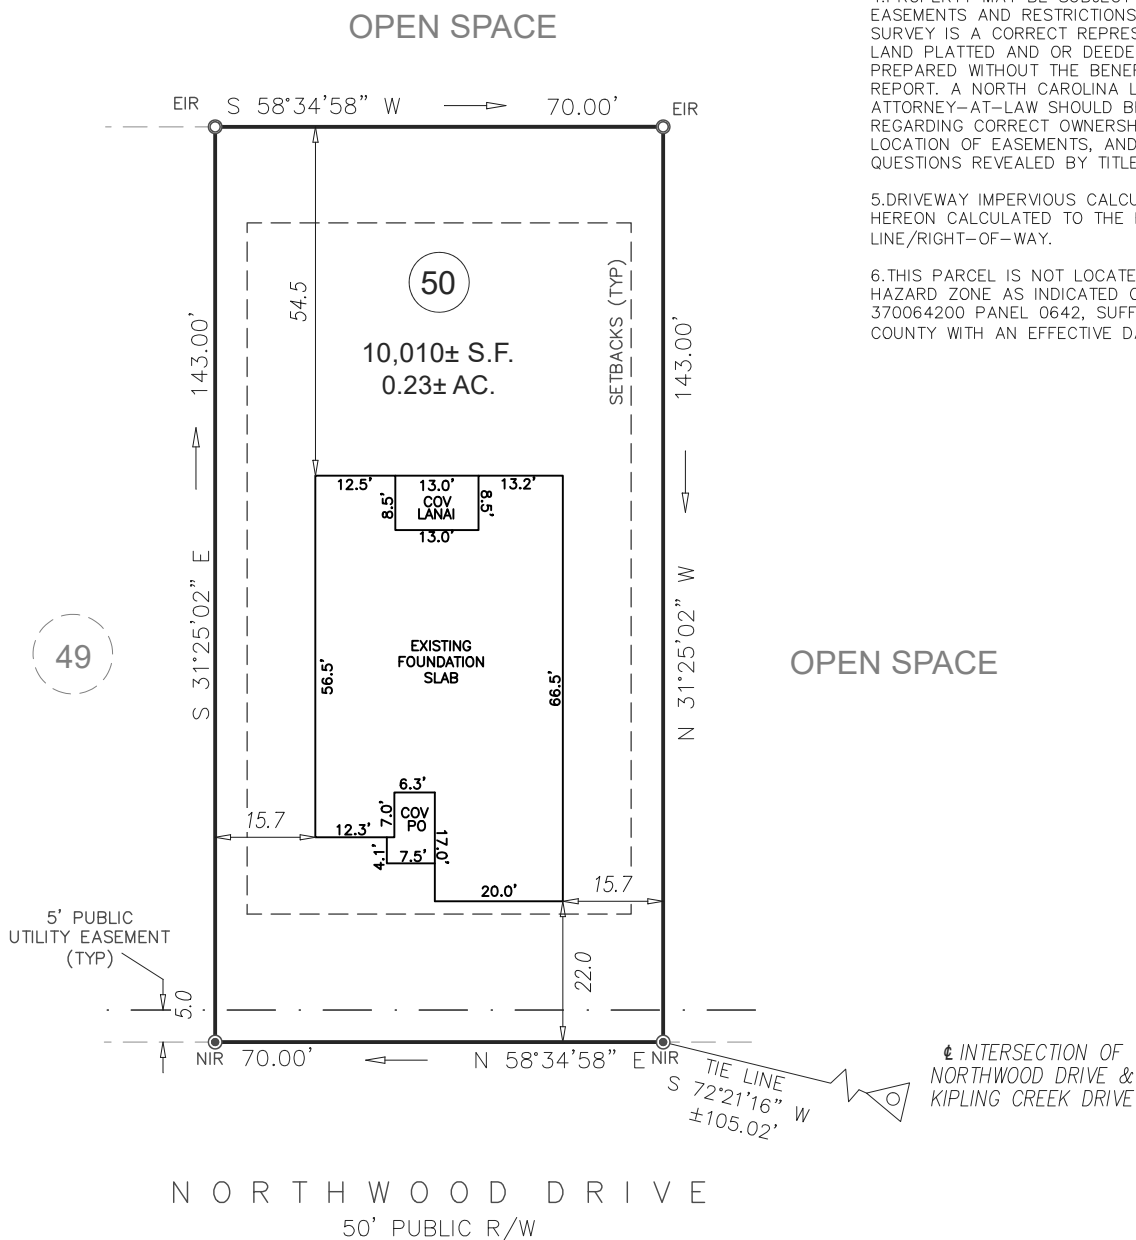 OPEN SPACE
EASEMENTS AND RESTRICTIONS
SURVEY IS A CORRECT
LAND PLATTED AND OR
PREPARED WITHOUT THE
REPORT. A NORTH CAROLINA
ATTORNEY-AT-LAW SHOULD
REGARDING CORRECT
LOCATION OF EASEMENTS, AND
QUESTIONS REVEALED BY TITLE
5.DRIVEWAY IMPERVIOUS
HEREON CALCULATED TO THE
LINE/RIGHT-OF-WAY.
6.THIS PARCEL IS NOT
HAZARD ZONE AS INDICATED
370064200 PANEL 0642,
COUNTY WITH AN EFFECTIVE
EIR S 58°34'58" W 70.00' EIR
54.5
50
10,010± S.F.
0.23± AC.
SETBACKS (TYP)
143.00'
143.00'
12.5' 13.0' 13.2'
8.5' COV 8.5'
LANAI
13.0'
S 31°25'02" E
N 31°25'02" W
49
EXISTING
FOUNDATION
SLAB
OPEN SPACE
56.5'
66.5'
6.3'
7.0' COV
PO
15.7
12.3'
4.1' 7.5' 17.0'
20.0' 15.7
5' PUBLIC
UTILITY EASEMENT
(TYP)
5.0
22.0
NIR 70.00' N 58°34'58" E NIR
TIE LINE
S 72°21'16" W
±105.02'
℄ INTERSECTION OF
NORTHWOOD DRIVE &
KIPLING CREEK DRIVE
NORTHWOOD DRIVE
50' PUBLIC R/W